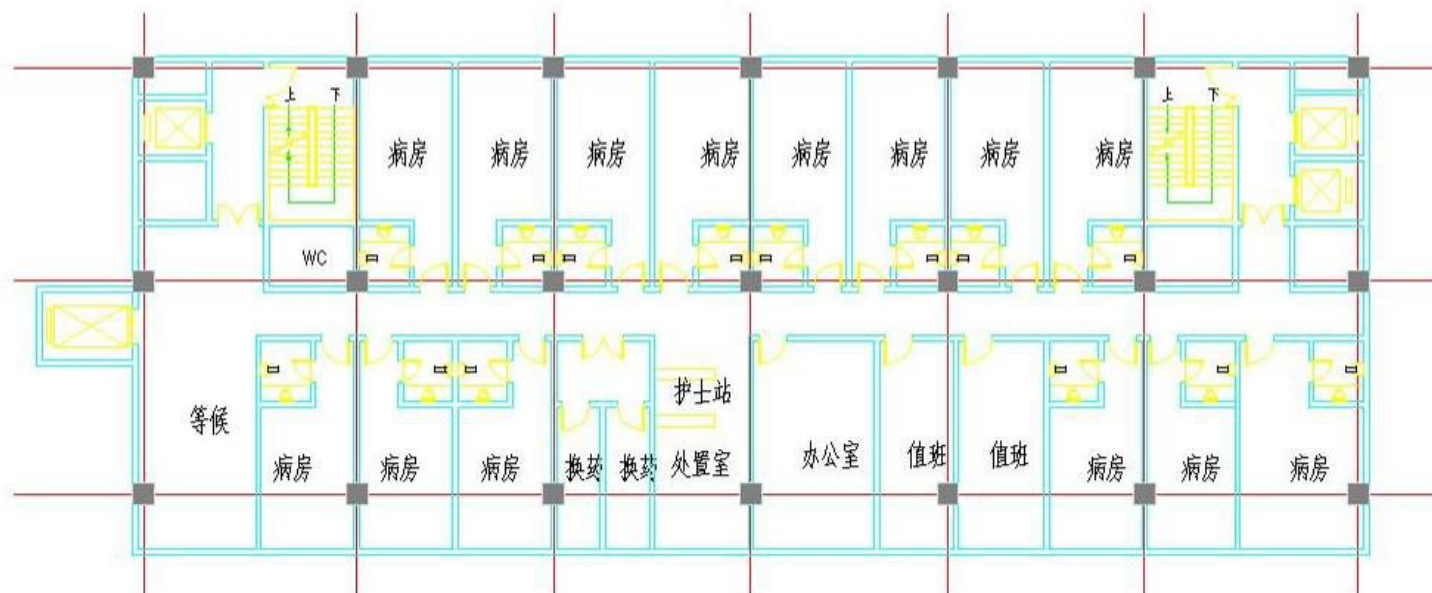 上 下 上 下
病房 病房 病房 病房 病房 病房 病房 病房
WC
护士站
等候
办公室 值班 值班
病房 病房 病房 换药 换药 处置室 病房 病房 病房